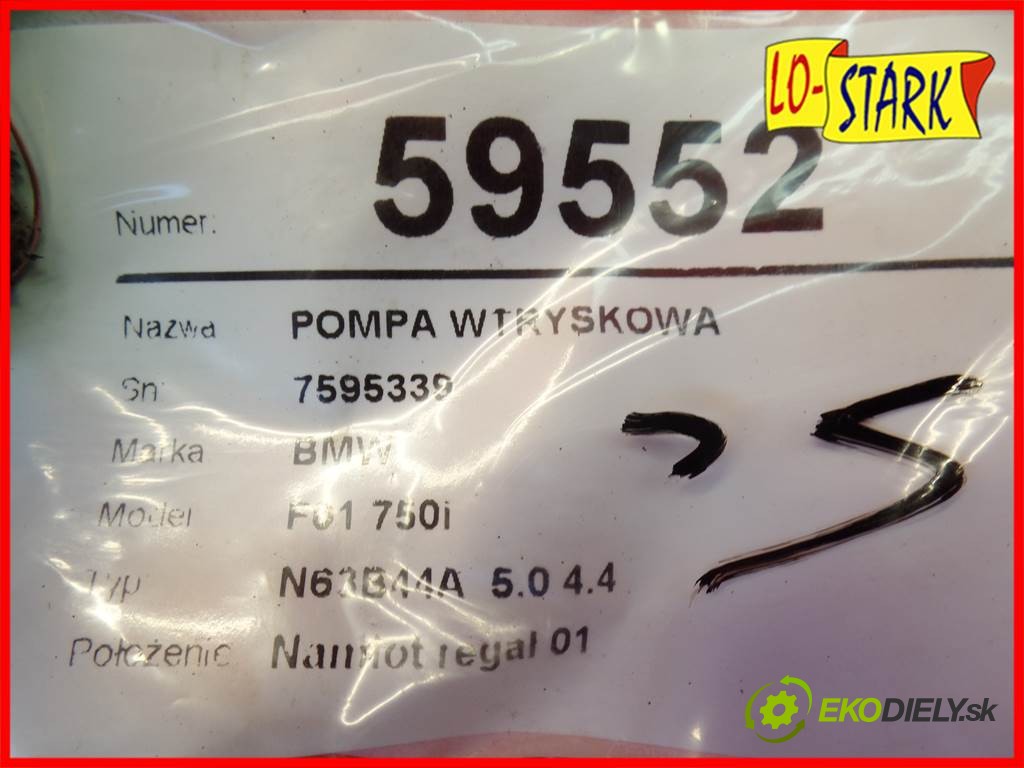 LO-STARK
Numer: 59552
Nazwa POMPA WTRYSKOWA
Sn 7595339
Marka BMW
Model F01 750i
Typ N63B44A 5.0 4.4
Położenie Namiot regał 01
EKODIELY.sk